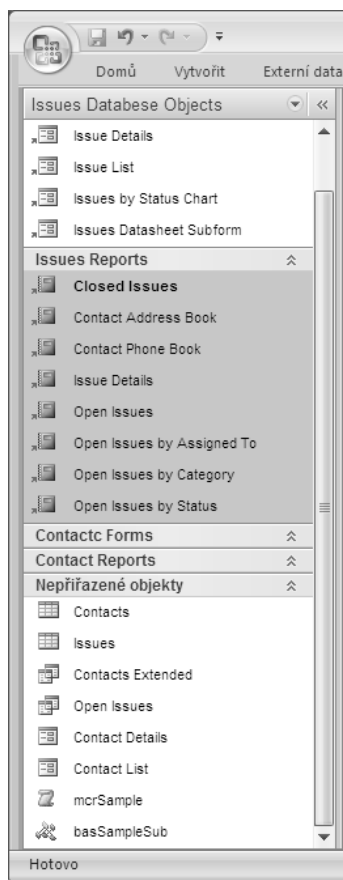 Domů Vytvořit Externí data
Issues Databese Objects
Issue Details
Issue List
Issues by Status Chart
Issues Datasheet Subform
Issues Reports
Closed Issues
Contact Address Book
Contact Phone Book
Issue Details
Open Issues
Open Issues by Assigned To
Open Issues by Category
Open Issues by Status
Contactc Forms
Contact Reports
Nepřiřazené objekty
Contacts
Issues
Contacts Extended
Open Issues
Contact Details
Contact List
mcrSample
basSampleSub
Hotovo